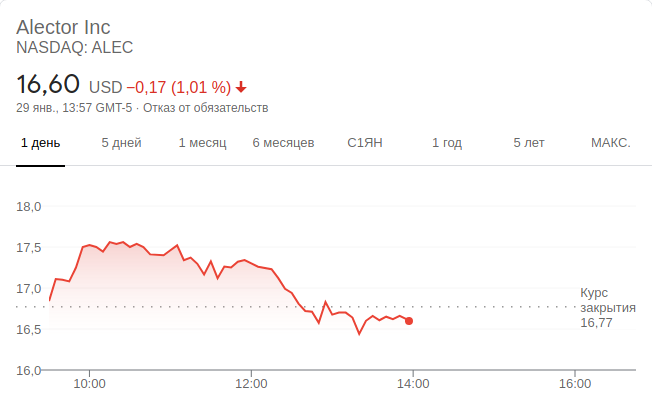 Alector Inc
NASDAQ: ALEC
16,60 USD −0,17 (1,01 %)
29 янв., 13:57 GMT-5 · Отказ от обязательств
1 день 5 дней 1 месяц 6 месяцев С1ЯН 1 год 5 лет МАКС.
18,0
17,5
17,0
Курс
закрытия
16,77
16,5
16,0
10:00 12:00 14:00 16:00